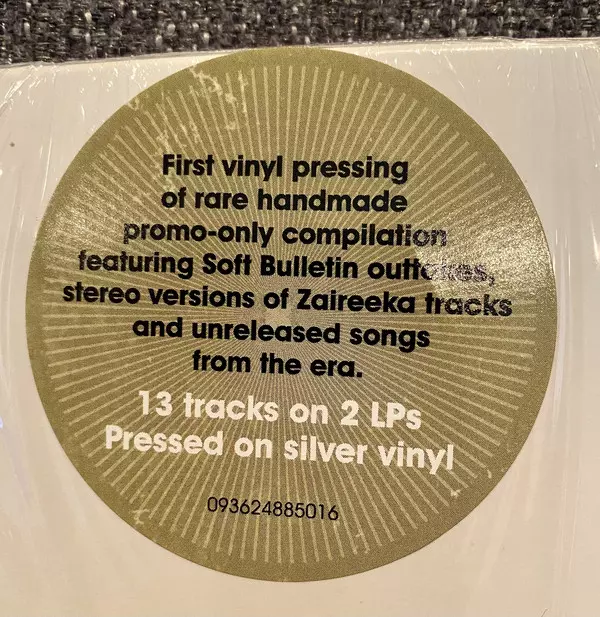 First vinyl pressing
of rare handmade
promo-only compilation
featuring Soft Bulletin outtakes,
stereo versions of Zaireeka tracks
and unreleased songs
from the era.
13 tracks on 2 LPs
Pressed on silver vinyl
093624885016